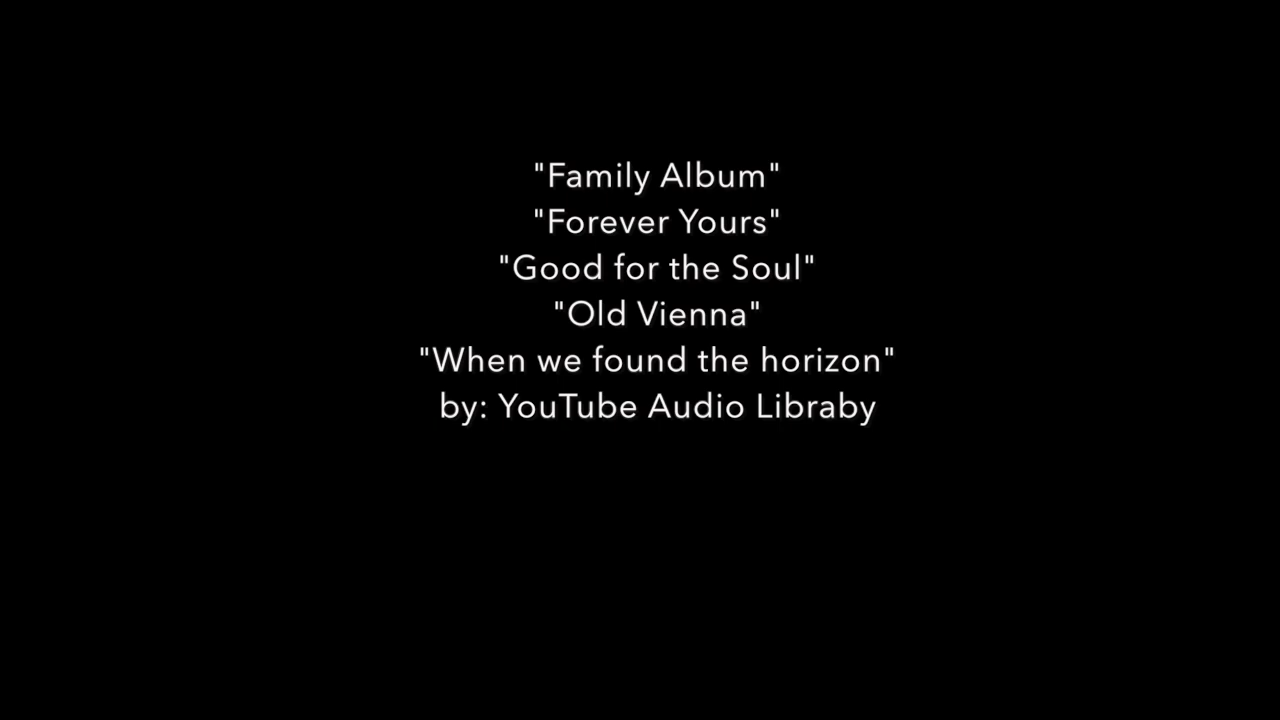 "Family Album"
"Forever Yours"
"Good for the Soul"
"Old Vienna"
"When we found the horizon"
by: YouTube Audio Libraby